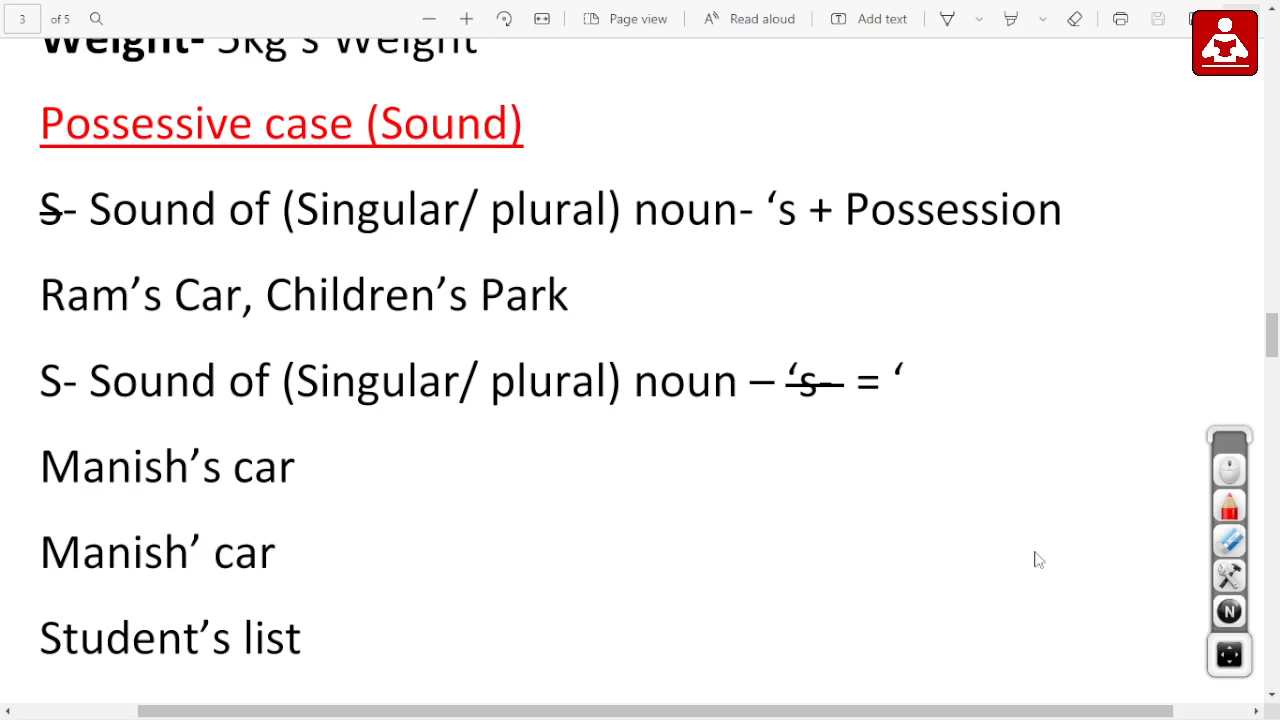 3 of 5 Page view Read aloud Add text
Weight- 5kg's Weight
Possessive case (Sound)
S- Sound of (Singular/ plural) noun- ‘s + Possession
Ram’s Car, Children’s Park
S- Sound of (Singular/ plural) noun – ‘s- = ‘
Manish’s car
Manish’ car
Student’s list
N